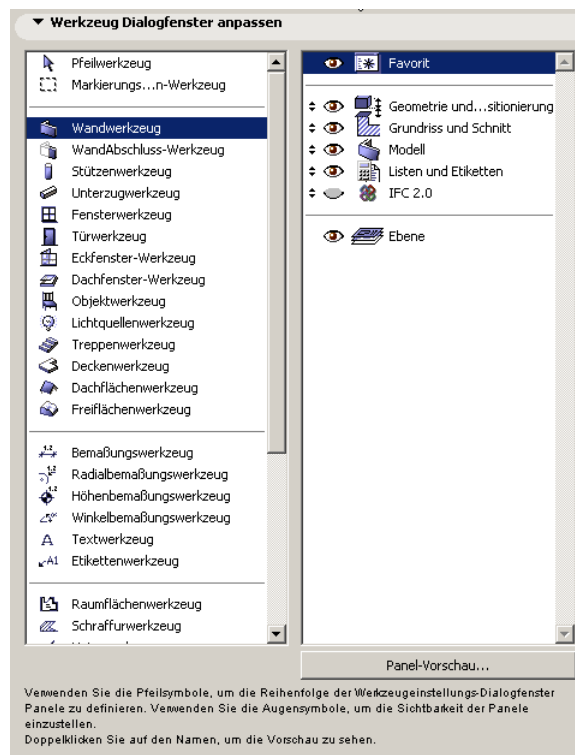 Werkzeug Dialogfenster anpassen
Pfeilwerkzeug
Markierungs...n-Werkzeug
Wandwerkzeug
WandAbschluss-Werkzeug
Stützenwerkzeug
Unterzugwerkzeug
Fensterwerkzeug
Türwerkzeug
Eckfenster-Werkzeug
Dachfenster-Werkzeug
Objektwerkzeug
Lichtquellenwerkzeug
Treppenwerkzeug
Deckenwerkzeug
Dachflächenwerkzeug
Freiflächenwerkzeug
Bemaßungswerkzeug
Radialbemaßungswerkzeug
Höhenbemaßungswerkzeug
Winkelbemaßungswerkzeug
Textwerkzeug
Etikettenwerkzeug
Raumflächenwerkzeug
Schraffurwerkzeug
Favorit
Geometrie und...sitionierung
Grundriss und Schnitt
Modell
Listen und Etiketten
IFC 2.0
Ebene
Panel-Vorschau...
Verwenden Sie die Pfeilsymbole, um die Reihenfolge der Werkzeugeinstellungs-Dialogfenster
Panele zu definieren. Verwenden Sie die Augensymbole, um die Sichtbarkeit der Panele
einzustellen.
Doppelklicken Sie auf den Namen, um die Vorschau zu sehen.